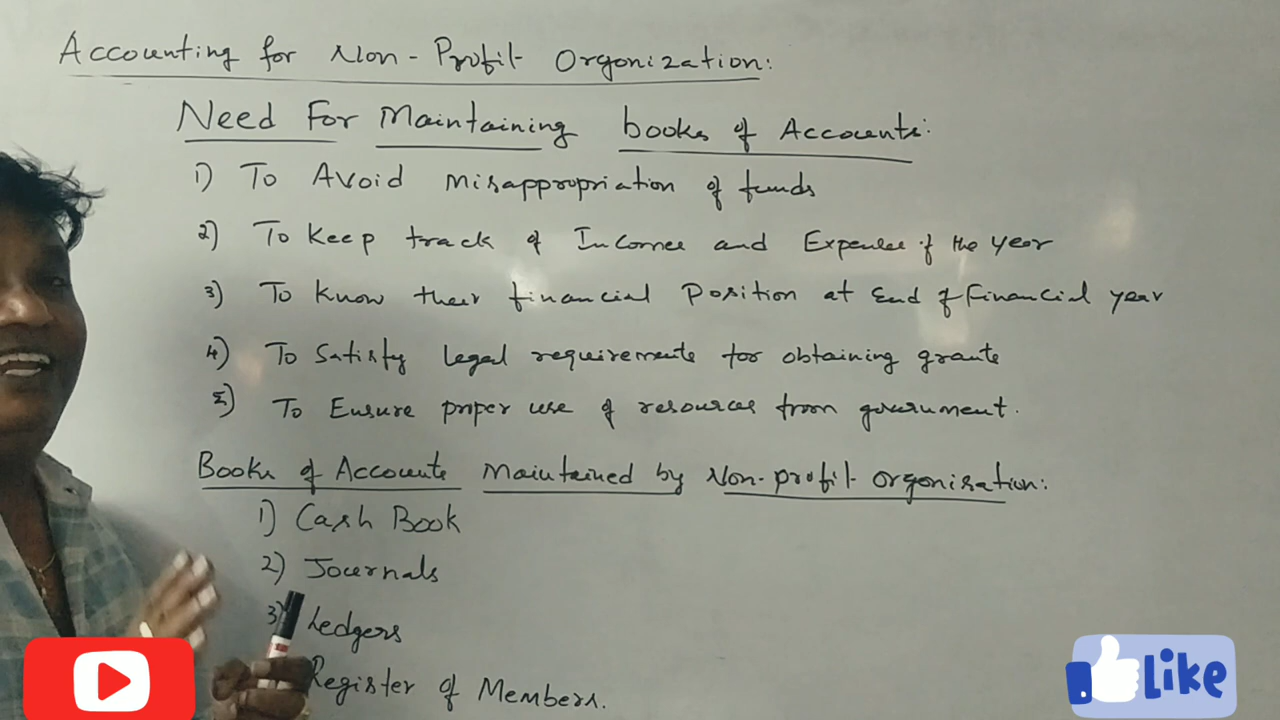 Accounting for Non-Profit Organization:
Need For Maintaining books of Accounts:
1) To Avoid misappropriation of funds
2) To Keep track of Income and Expense of the year
3) To Know their financial Position at End of Financial year
4) To Satisfy legal requirements for obtaining grants
5) To Ensure proper use of resources from government.
Books of Accounts Maintained by Non-profit organisation:
1) Cash Book
2) Journals
3) Ledgers
Register of Members.
Like